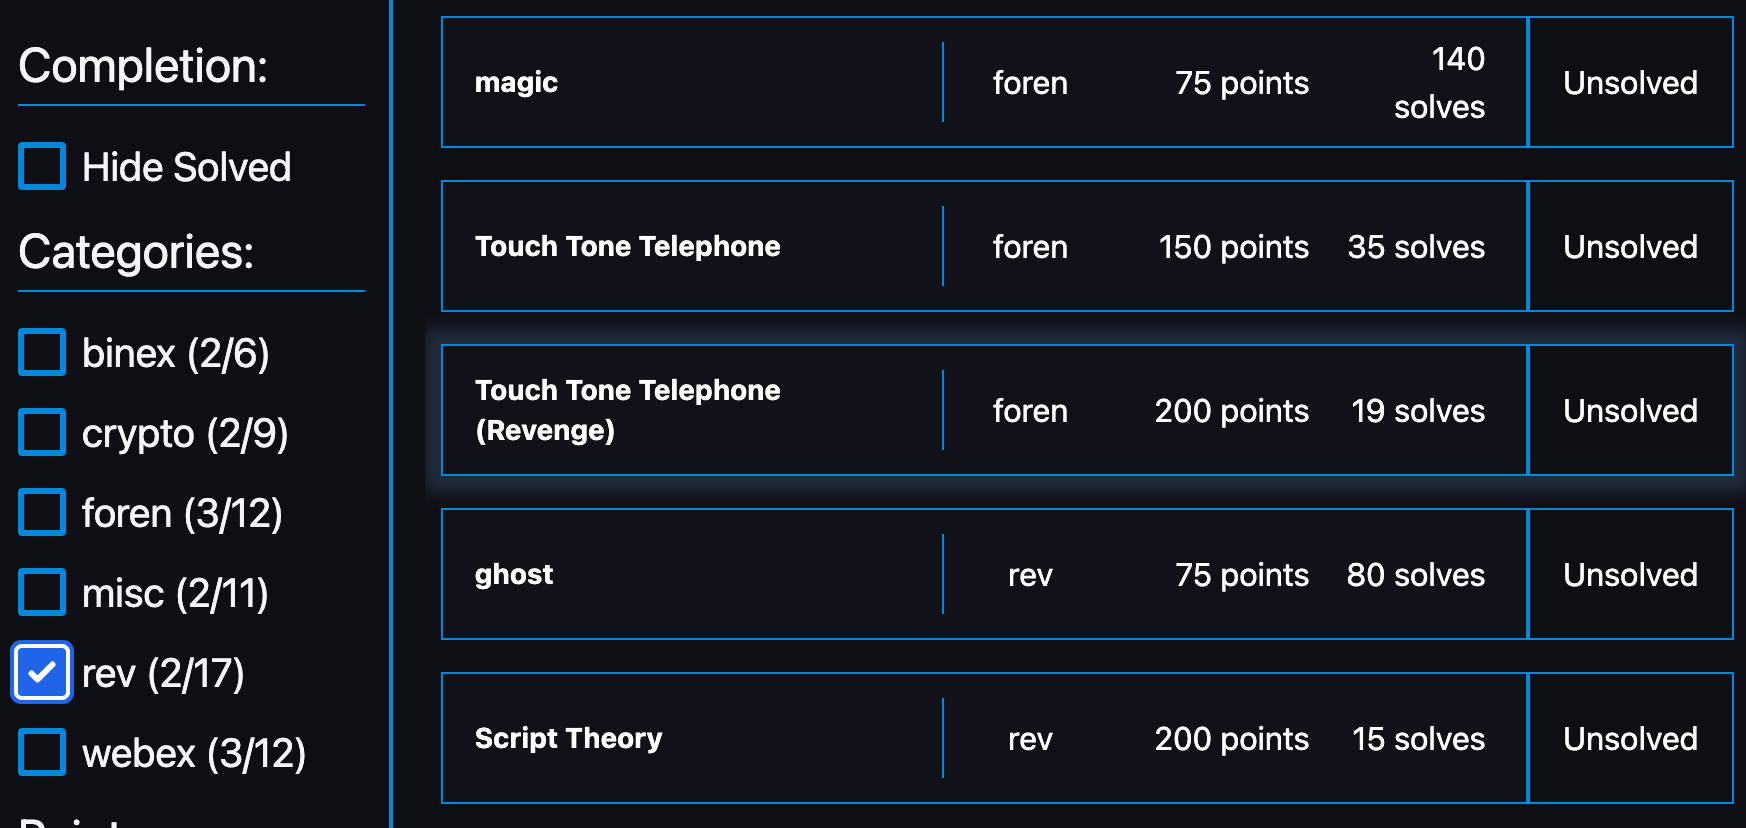 Completion:
Hide Solved
Categories:
binex (2/6)
crypto (2/9)
foren (3/12)
misc (2/11)
rev (2/17)
webex (3/12)
magic foren 75 points 140 solves Unsolved
Touch Tone Telephone foren 150 points 35 solves Unsolved
Touch Tone Telephone
(Revenge) foren 200 points 19 solves Unsolved
ghost rev 75 points 80 solves Unsolved
Script Theory rev 200 points 15 solves Unsolved